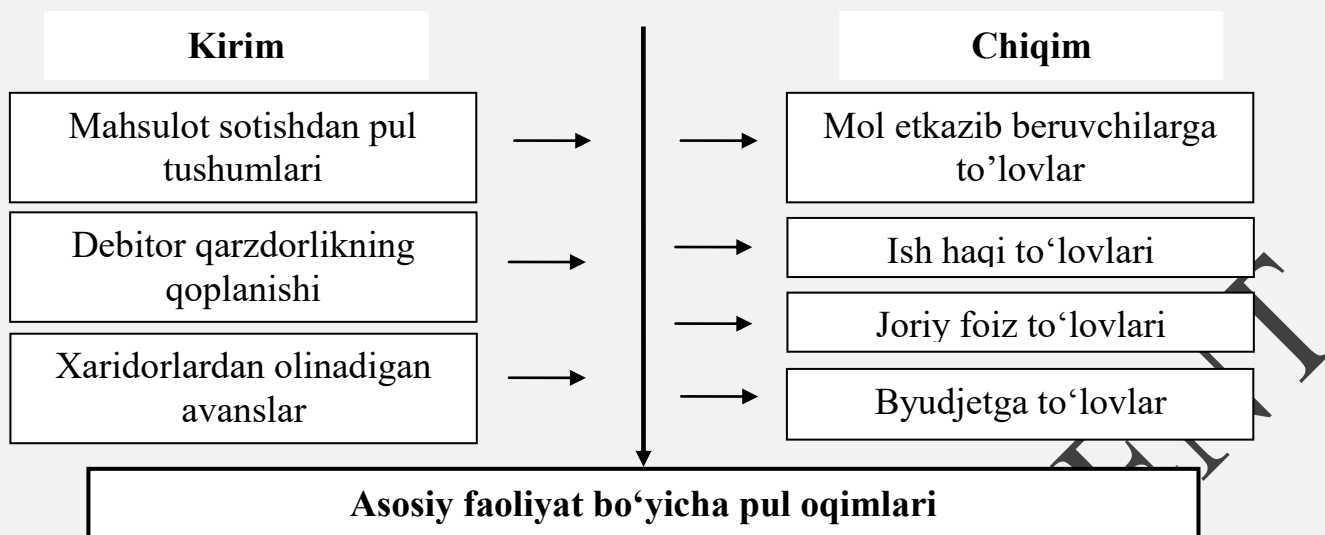 Kirim
Chiqim
Mahsulot sotishdan pul
tushumlari
Mol etkazib beruvchilarga
to’lovlar
Debitor qarzdorlikning
qoplanishi
Ish haqi to‘lovlari
Joriy foiz to‘lovlari
Xaridorlardan olinadigan
avanslar
Byudjetga to‘lovlar
Asosiy faoliyat bo‘yicha pul oqimlari